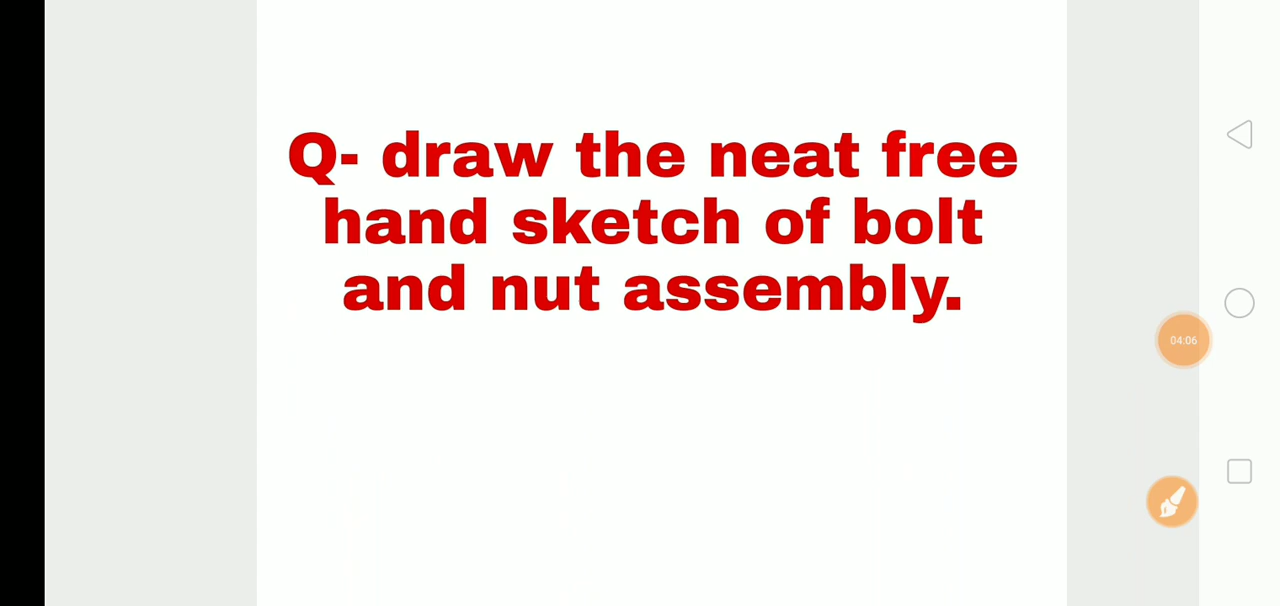 Q- draw the neat free
hand sketch of bolt
and nut assembly.
04:06